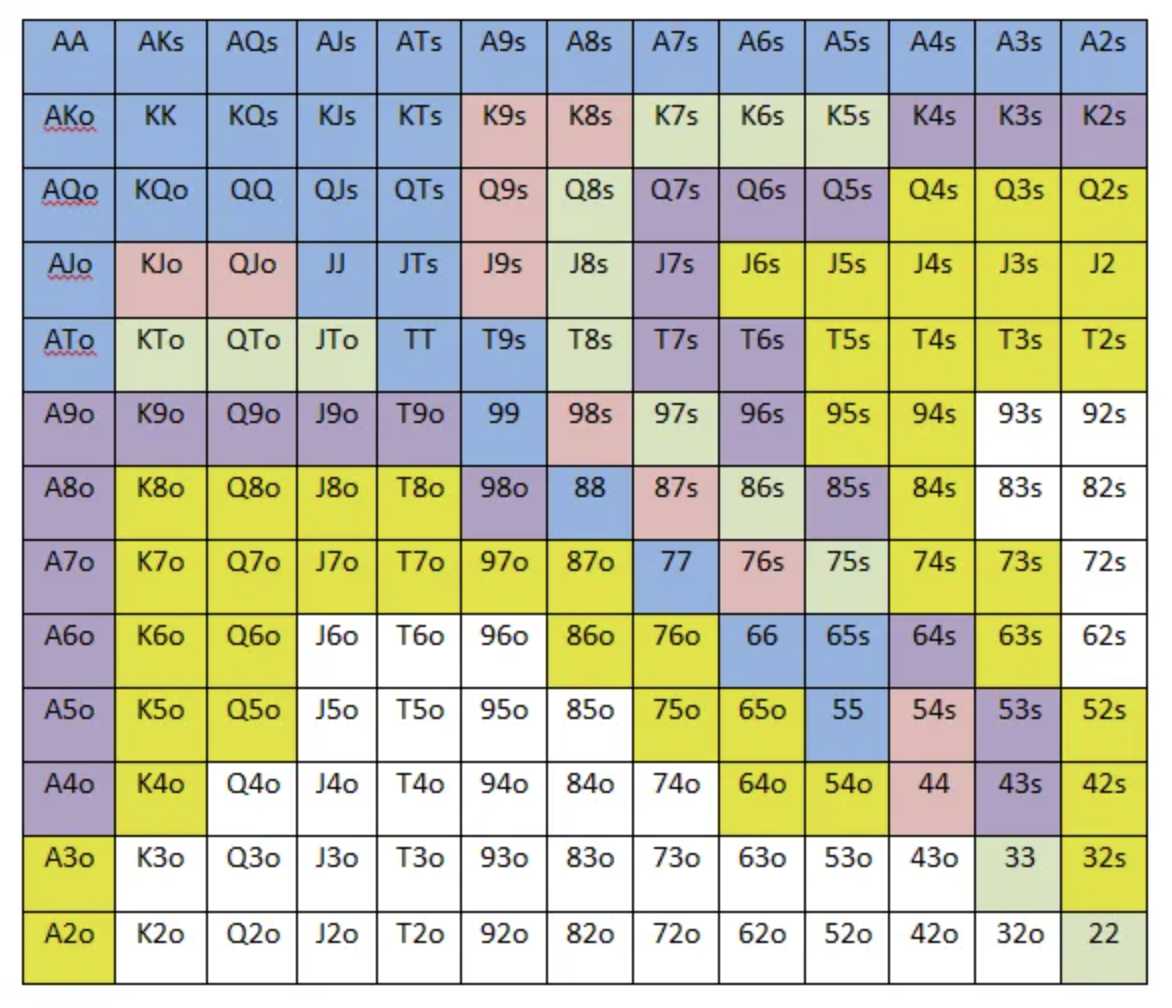 AA AKs AQs AJs ATs A9s A8s A7s A6s A5s A4s A3s A2s
AKo KK KQs KJs KTs K9s K8s K7s K6s K5s K4s K3s K2s
AQo KQo QQ QJs QTs Q9s Q8s Q7s Q6s Q5s Q4s Q3s Q2s
AJo KJo QJo JJ JTs J9s J8s J7s J6s J5s J4s J3s J2
ATo KTo QTo JTo TT T9s T8s T7s T6s T5s T4s T3s T2s
A9o K9o Q9o J9o T9o 99 98s 97s 96s 95s 94s 93s 92s
A8o K8o Q8o J8o T8o 98o 88 87s 86s 85s 84s 83s 82s
A7o K7o Q7o J7o T7o 97o 87o 77 76s 75s 74s 73s 72s
A6o K6o Q6o J6o T6o 96o 86o 76o 66 65s 64s 63s 62s
A5o K5o Q5o J5o T5o 95o 85o 75o 65o 55 54s 53s 52s
A4o K4o Q4o J4o T4o 94o 84o 74o 64o 54o 44 43s 42s
A3o K3o Q3o J3o T3o 93o 83o 73o 63o 53o 43o 33 32s
A2o K2o Q2o J2o T2o 92o 82o 72o 62o 52o 42o 32o 22